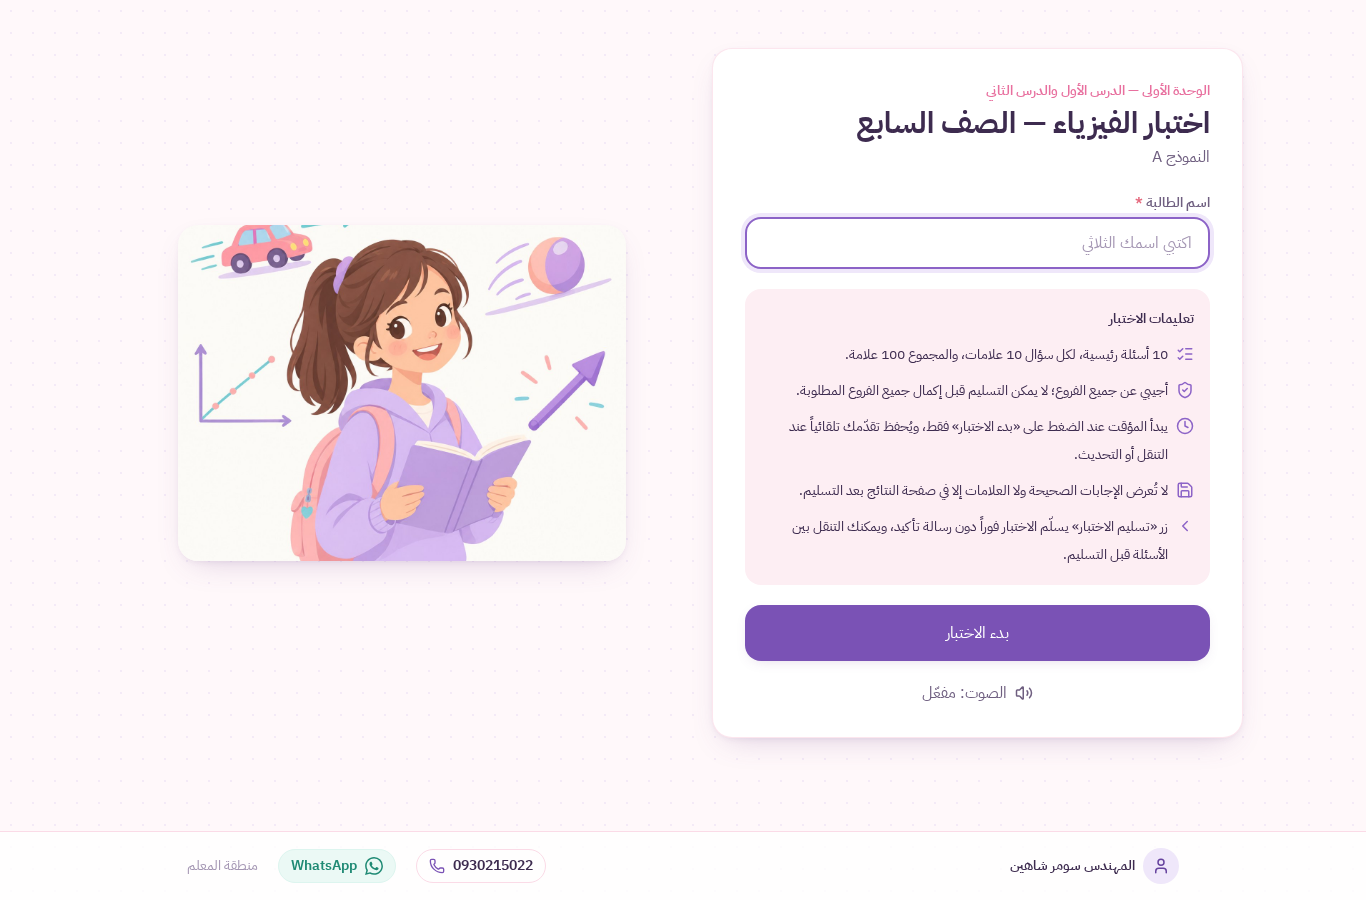 الوحدة الأولى — الدرس الأول والدرس الثاني
اختبار الفيزياء — الصف السابع
النموذج A
اسم الطالبة *
اكتبي اسمك الثلاثي
تعليمات الاختبار
10 أسئلة رئيسية، لكل سؤال 10 علامات، والمجموع 100 علامة.
أجيبي عن جميع الفروع؛ لا يمكن التسليم قبل إكمال جميع الفروع المطلوبة.
يبدأ المؤقت عند الضغط على «بدء الاختبار» فقط، ويُحفظ تقدّمك تلقائياً عند
التنقل أو التحديث.
لا تُعرض الإجابات الصحيحة ولا العلامات إلا في صفحة النتائج بعد التسليم.
زر «تسليم الاختبار» يسلّم الاختبار فوراً دون رسالة تأكيد، ويمكنك التنقل بين
الأسئلة قبل التسليم.
بدء الاختبار
الصوت: مفعّل
المهندس سومر شاهين
0930215022
WhatsApp
منطقة المعلم